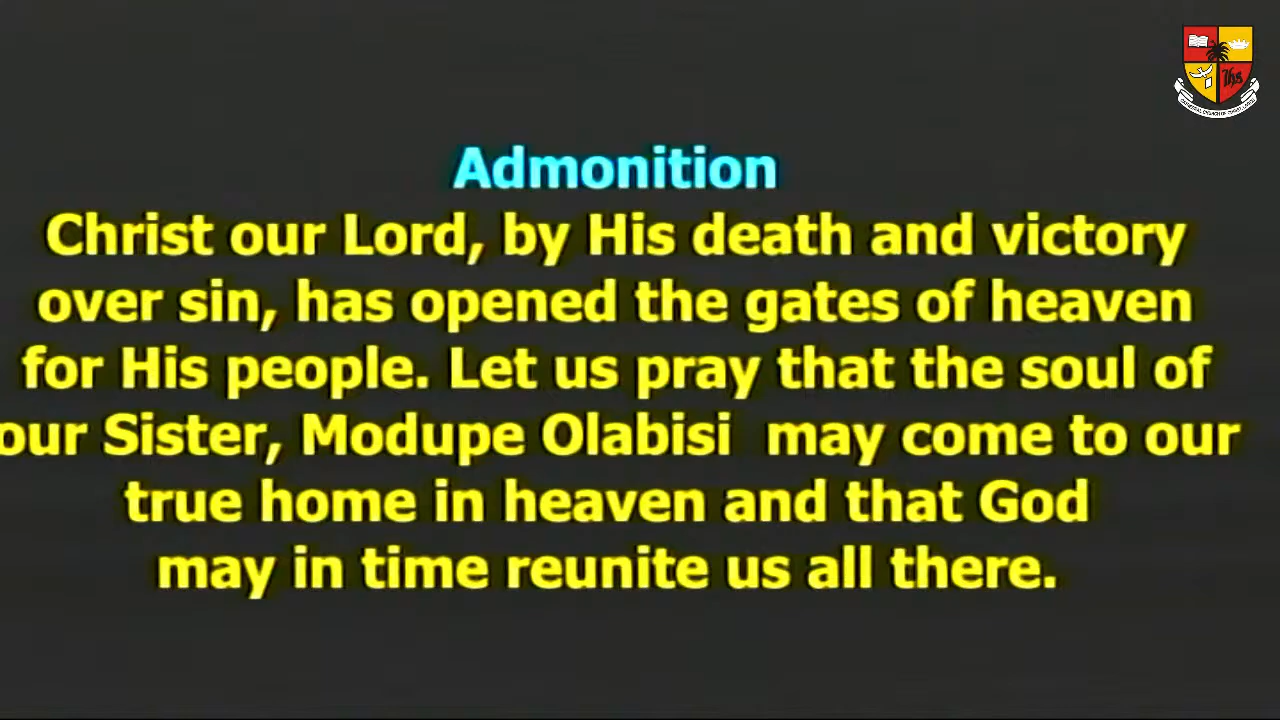 Admonition
Christ our Lord, by His death and victory
over sin, has opened the gates of heaven
for His people. Let us pray that the soul of
our Sister, Modupe Olabisi may come to our
true home in heaven and that God
may in time reunite us all there.
Ihs